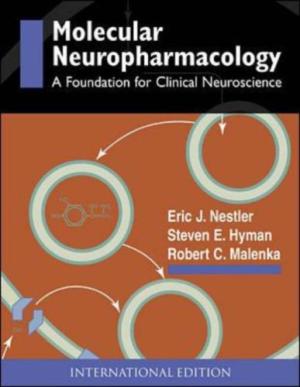 Molecular
Neuropharmacology
A Foundation for Clinical Neuroscience
Eric J. Nestler
Steven E. Hyman
Robert C. Malenka
INTERNATIONAL EDITION